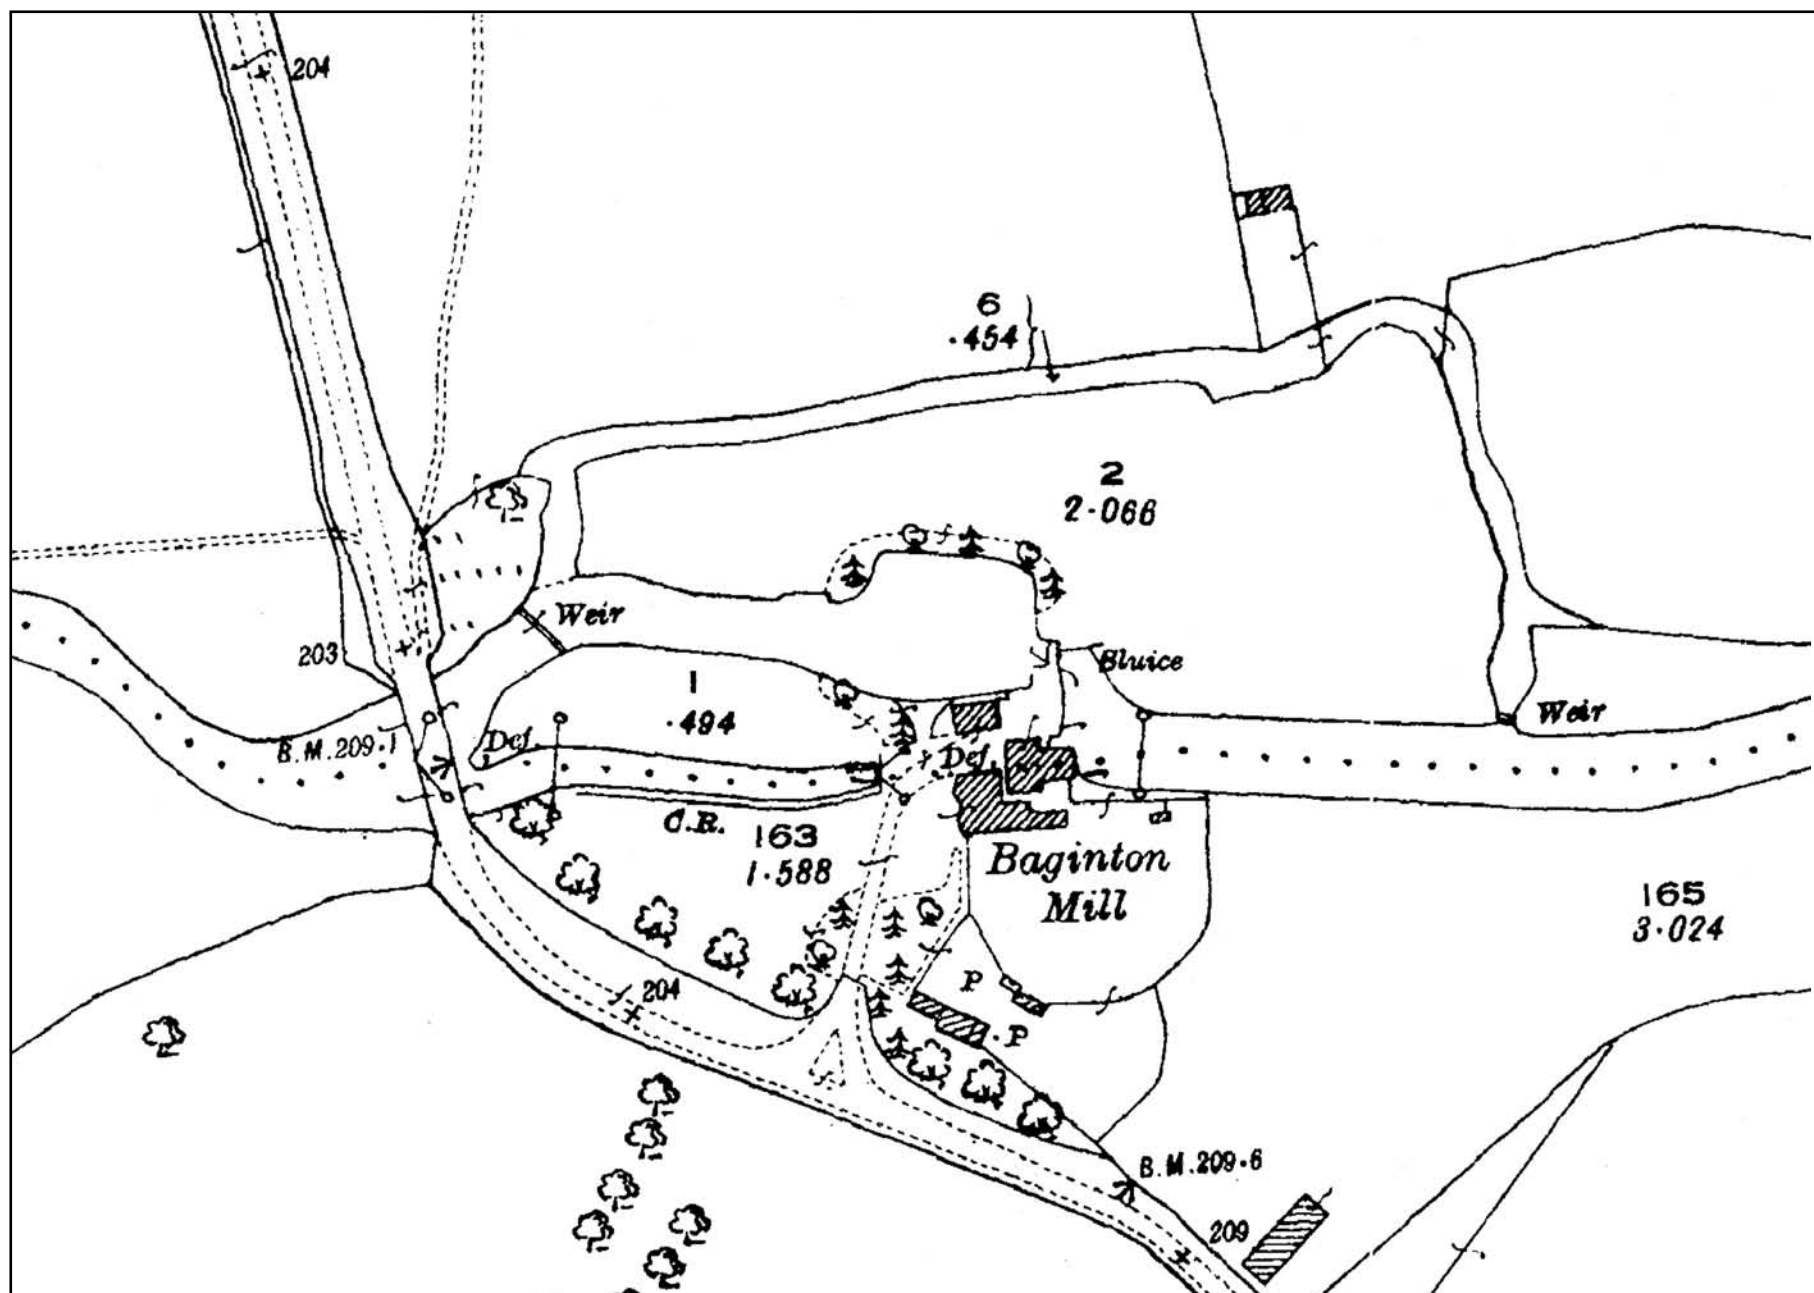 204
6
.454
2
2.066
Weir
203
Sluice
1
.494
Weir
B.M.209.1
Def.
Def.
C.R.
163
1.588
Baginton
Mill
165
3.024
P
204
.P
B.M.209.6
209